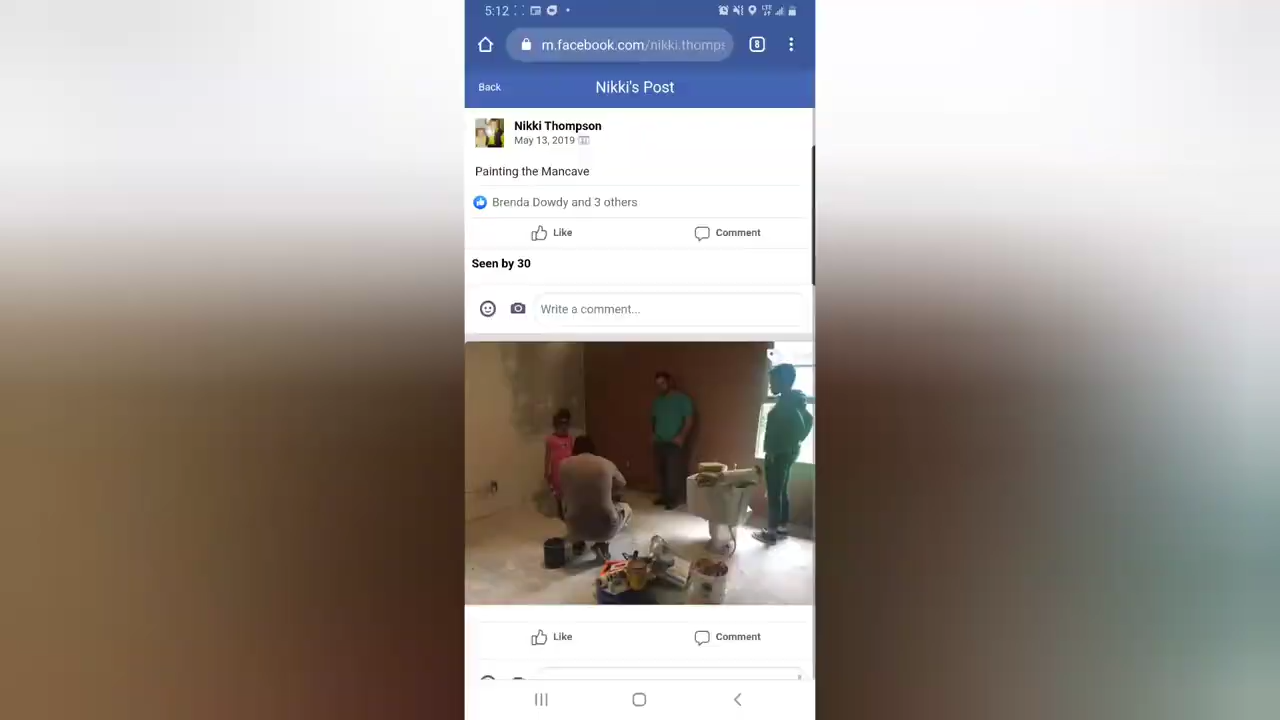 5:12
LTE
m.facebook.com/nikki.thomps
8
Back
Nikki's Post
Nikki Thompson
May 13, 2019
Painting the Mancave
Brenda Dowdy and 3 others
Like
Comment
Seen by 30
Write a comment...
Like
Comment